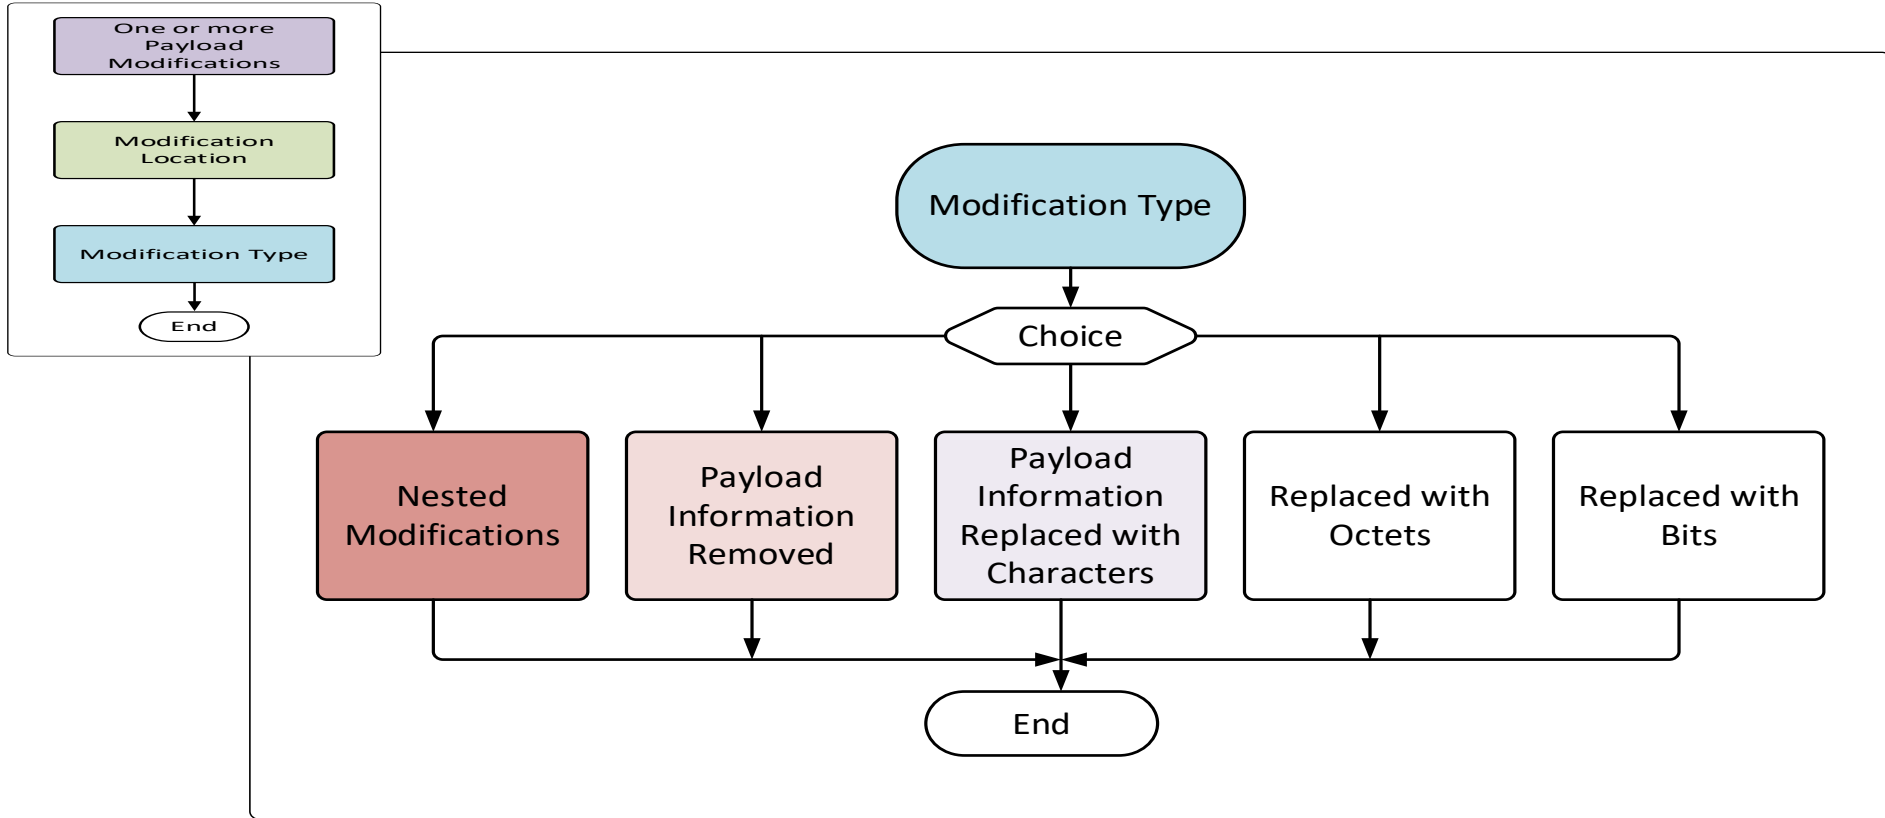 One or more
Payload
Modifications
Modification
Location
Modification Type
End
Modification Type
Choice
Nested
Modifications
Payload
Information
Removed
Payload
Information
Replaced with
Characters
Replaced with
Octets
Replaced with
Bits
End